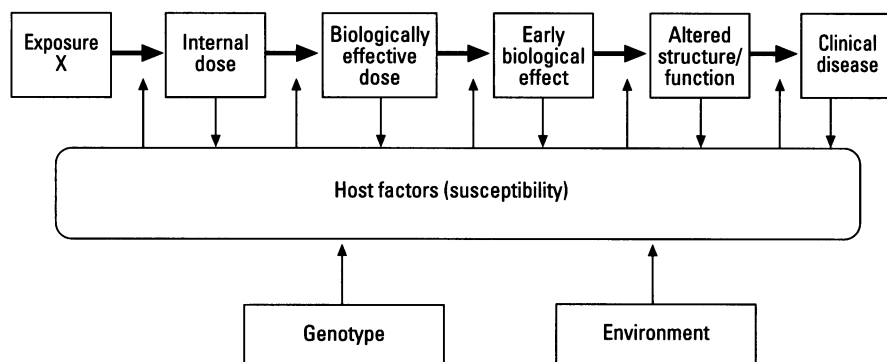 Exposure
X
Internal
dose
Biologically
effective
dose
Early
biological
effect
Altered
structure/
function
Clinical
disease
Host factors (susceptibility)
Genotype
Environment